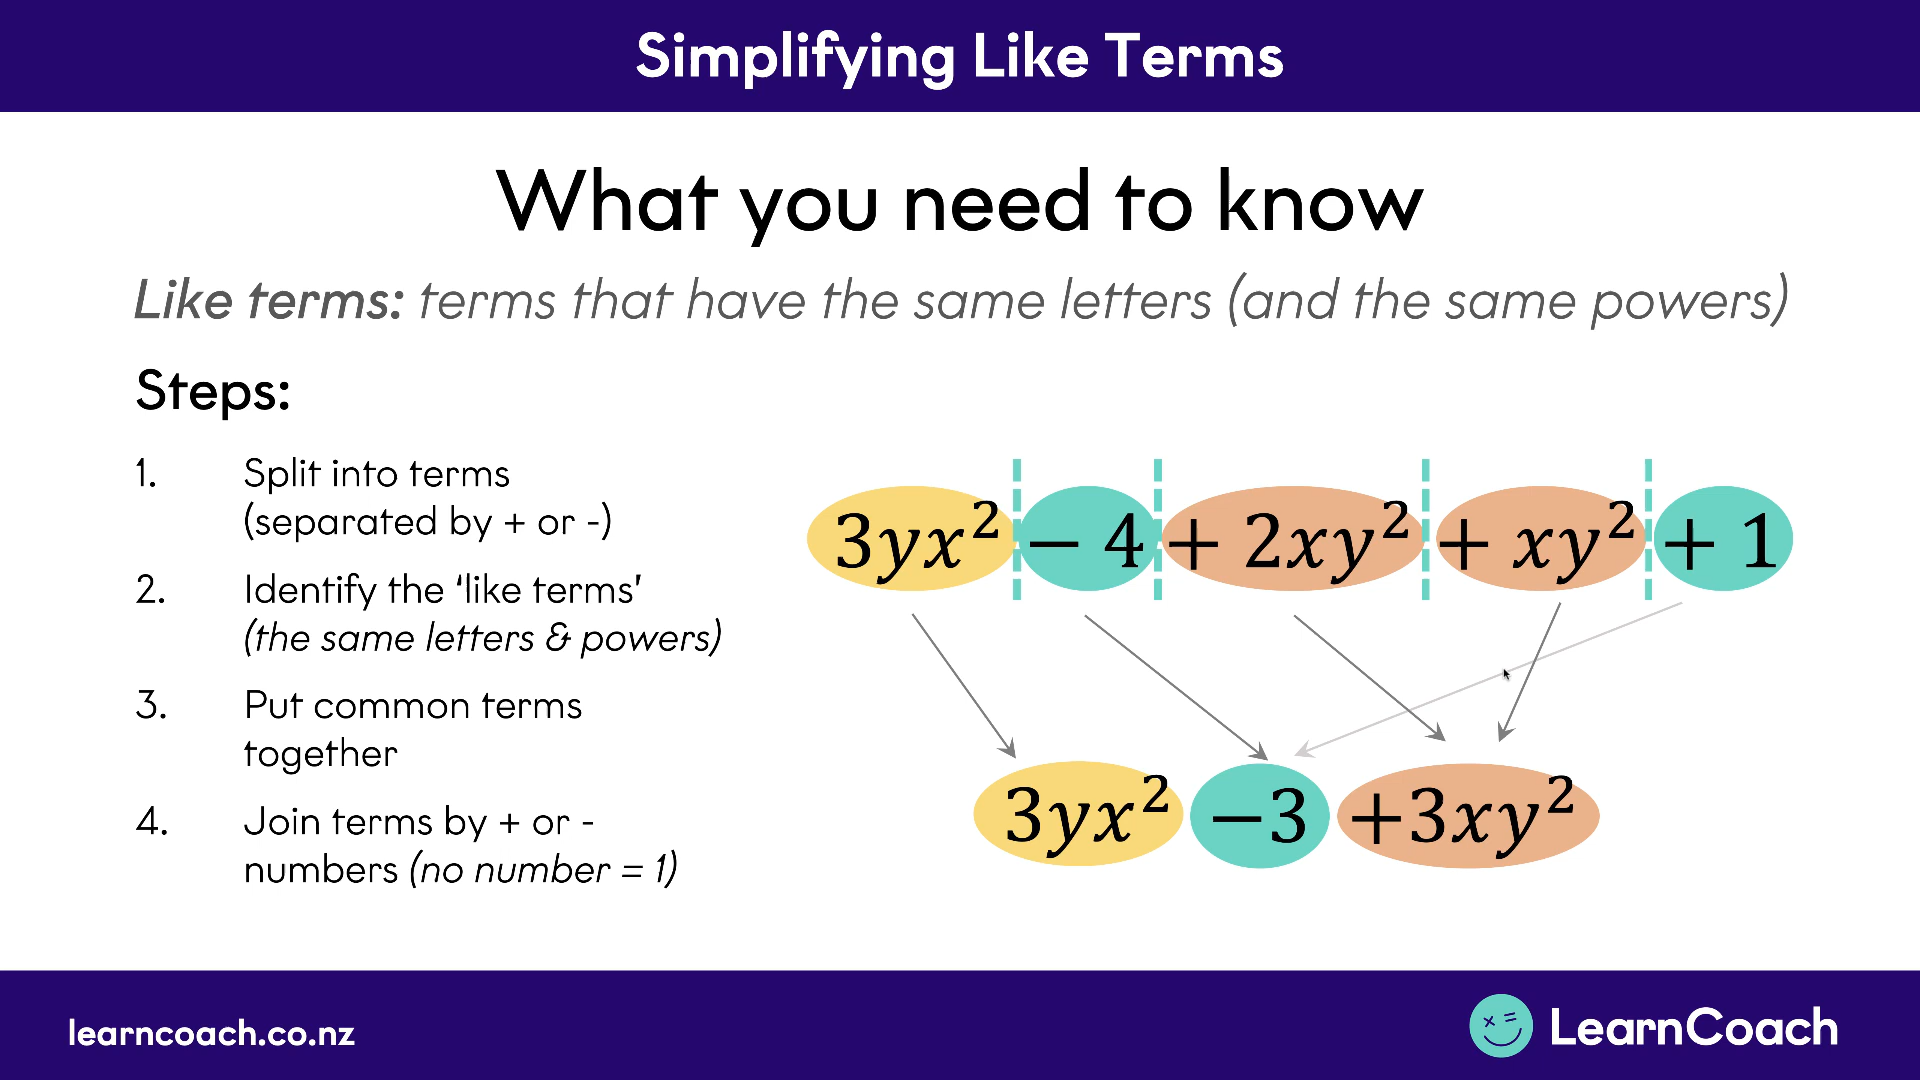 Simplifying Like Terms
What you need to know
Like terms: terms that have the same letters (and the same powers)
Steps:
1. Split into terms
(separated by + or -)
2. Identify the ‘like terms’
(the same letters & powers)
3. Put common terms
together
4. Join terms by + or -
numbers (no number = 1)
3yx² − 4 + 2xy² + xy² + 1
3yx² −3 +3xy²
learncoach.co.nz
LearnCoach